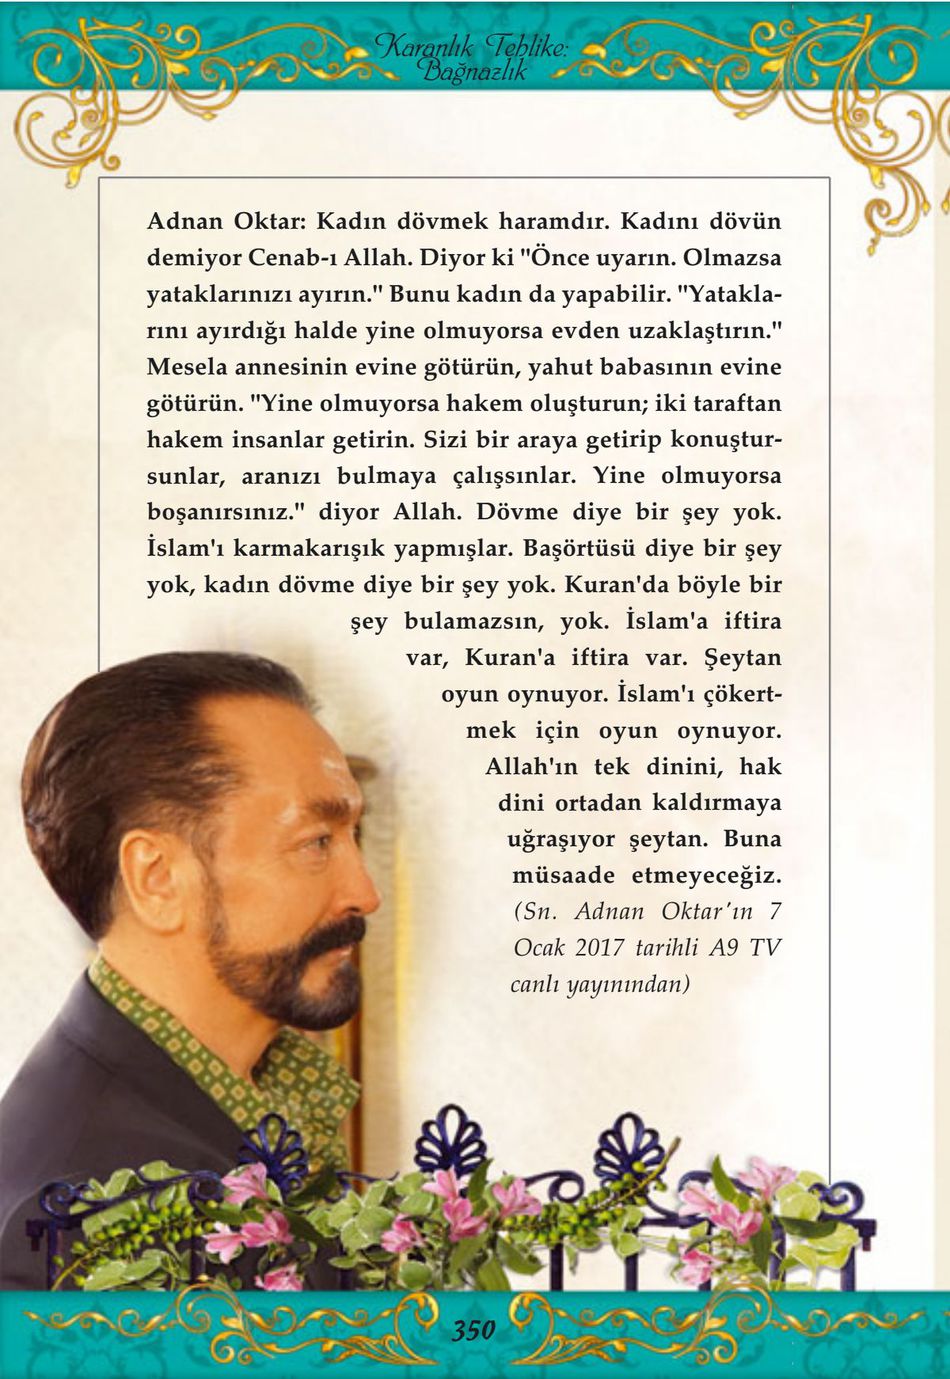 Karanlık Tehlike:
Bağnazlık
Adnan Oktar: Kadın dövmek haramdır. Kadını dövün
demiyor Cenab-ı Allah. Diyor ki "Önce uyarın. Olmazsa
yataklarınızı ayırın." Bunu kadın da yapabilir. "Yatakla-
rını ayırdığı halde yine olmuyorsa evden uzaklaştırın."
Mesela annesinin evine götürün, yahut babasının evine
götürün. "Yine olmuyorsa hakem oluşturun; iki taraftan
hakem insanlar getirin. Sizi bir araya getirip konuştur-
sunlar, aranızı bulmaya çalışsınlar. Yine olmuyorsa
boşanırsınız." diyor Allah. Dövme diye bir şey yok.
İslam'ı karmakarışık yapmışlar. Başörtüsü diye bir şey
yok, kadın dövme diye bir şey yok. Kuran'da böyle bir
şey bulamazsın, yok. İslam'a iftira
var, Kuran'a iftira var. Şeytan
oyun oynuyor. İslam'ı çökert-
mek için oyun oynuyor.
Allah'ın tek dinini, hak
dini ortadan kaldırmaya
uğraşıyor şeytan. Buna
müsaade etmeyeceğiz.
(Sn. Adnan Oktar'ın 7
Ocak 2017 tarihli A9 TV
canlı yayınından)
350